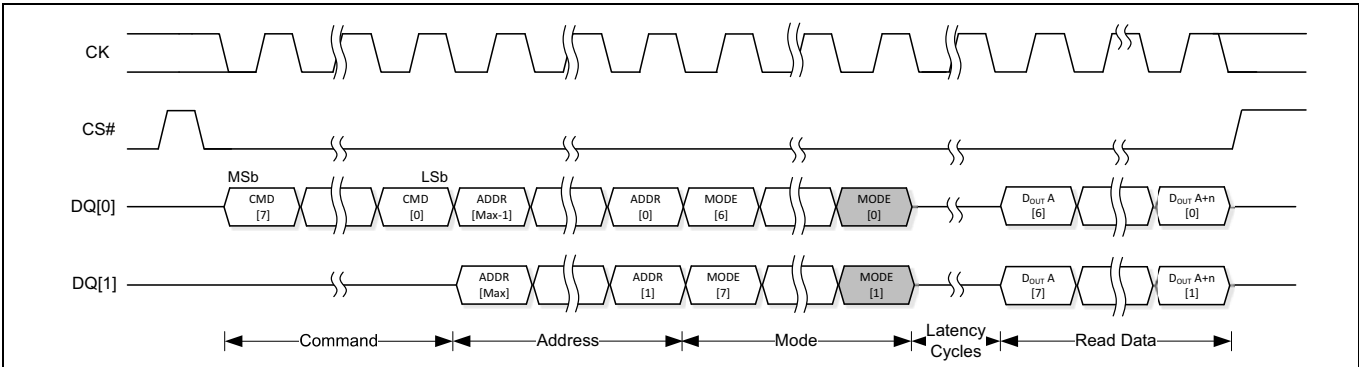 CK
CS#
MSb LSb
DQ[0] CMD [7] CMD [0] ADDR [Max-1] ADDR [0] MODE [6] MODE [0] DOUT A [6] DOUT A+n [0]
DQ[1] ADDR [Max] ADDR [1] MODE [7] MODE [1] DOUT A [7] DOUT A+n [1]
Command Address Mode Latency Cycles Read Data